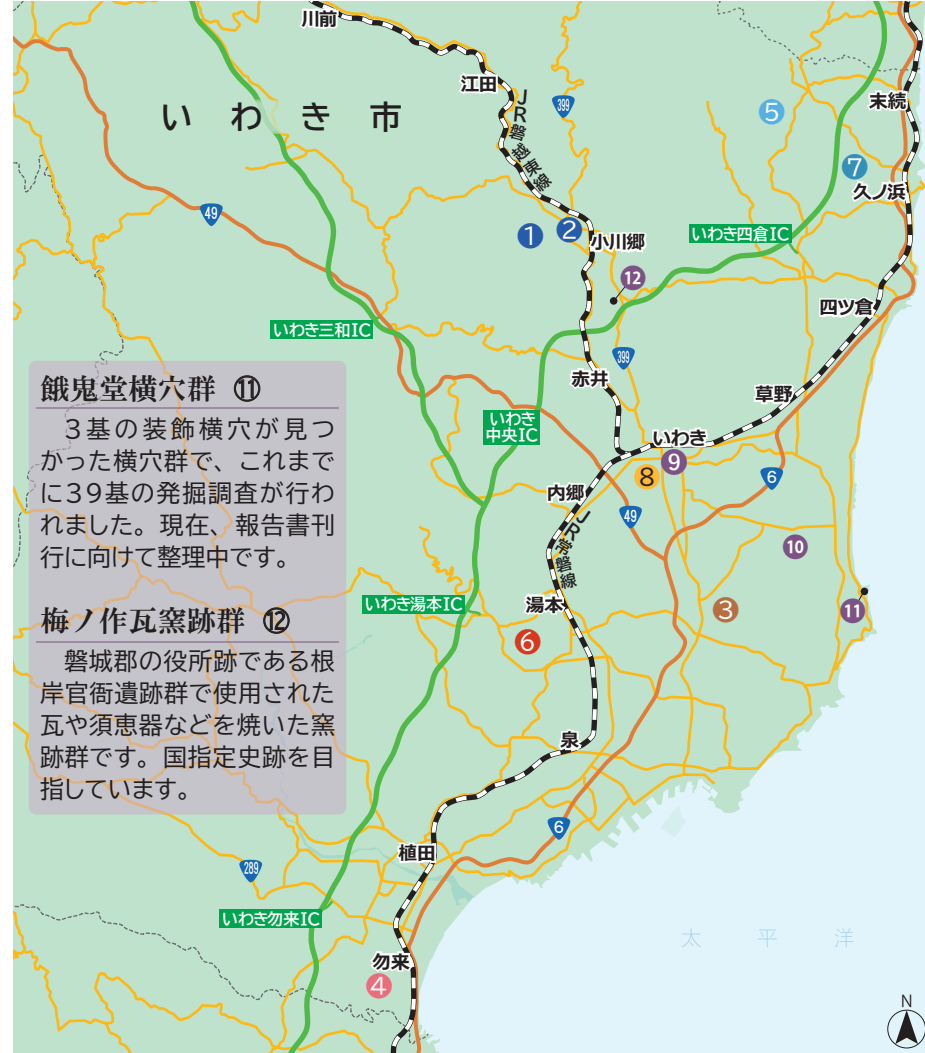 川前
江田
JR磐越東線
399
末続
5
いわき市
7
久ノ浜
49
1
2
小川郷
いわき四倉IC
12
四ツ倉
いわき三和IC
399
赤井
草野
餓鬼堂横穴群 ⑪
3基の装飾横穴が見つ
かった横穴群で、これまで
に39基の発掘調査が行わ
れました。現在、報告書刊
行に向けて整理中です。
いわき
中央IC
いわき
9
8
6
内郷
49
JR常磐線
10
いわき湯本IC
湯本
3
11
6
梅ノ作瓦窯跡群 ⑫
磐城郡の役所跡である根
岸官衙遺跡群で使用された
瓦や須恵器などを焼いた窯
跡群です。国指定史跡を目
指しています。
泉
6
植田
289
いわき勿来IC
太平洋
勿来
4
N